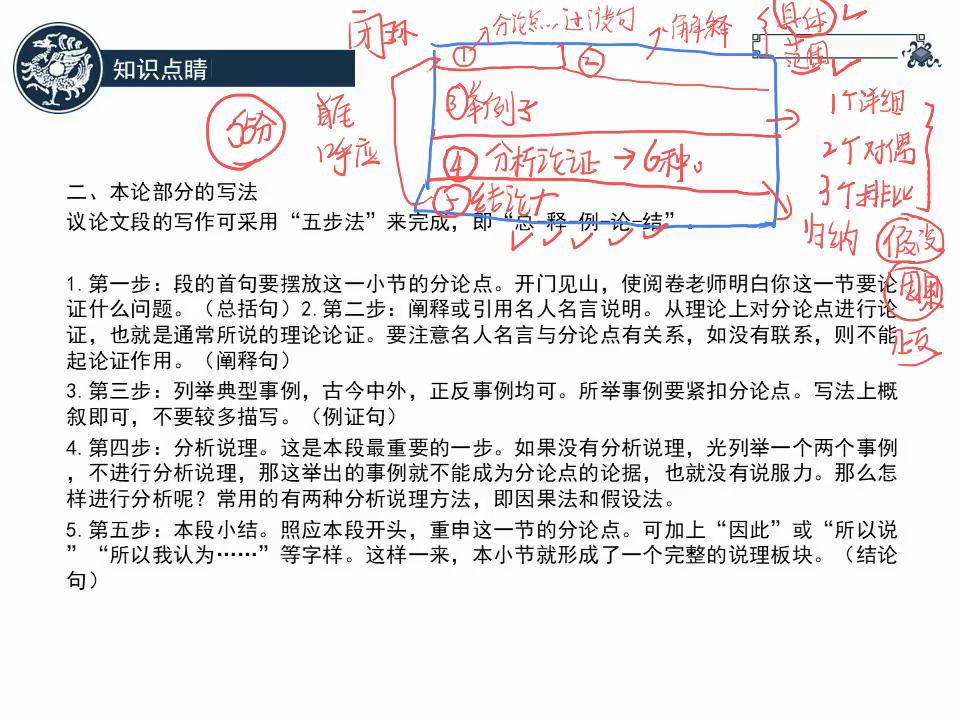 闭环
①
分论点…过渡句
②
解释
具体
范围
知识点睛
③举例子
1个详细
2个对偶
3个排比
56分
首尾
呼应
④ 分析论证 → 6种。
⑤ 结论
归纳
假设
因果
正反
二、本论部分的写法
议论文段的写作可采用“五步法”来完成，即“总-释-例-论-结”。
1.第一步：段的首句要摆放这一小节的分论点。开门见山，使阅卷老师明白你这一节要论
证什么问题。（总括句）2.第二步：阐释或引用名人名言说明。从理论上对分论点进行论
证，也就是通常所说的理论论证。要注意名人名言与分论点有关系，如没有联系，则不能
起论证作用。（阐释句）
3.第三步：列举典型事例，古今中外，正反事例均可。所举事例要紧扣分论点。写法上概
叙即可，不要较多描写。（例证句）
4.第四步：分析说理。这是本段最重要的一步。如果没有分析说理，光列举一个两个事例
，不进行分析说理，那这举出的事例就不能成为分论点的论据，也就没有说服力。那么怎
样进行分析呢？常用的有两种分析说理方法，即因果法和假设法。
5.第五步：本段小结。照应本段开头，重申这一节的分论点。可加上“因此”或“所以说
”“所以我认为……”等字样。这样一来，本小节就形成了一个完整的说理板块。（结论
句）